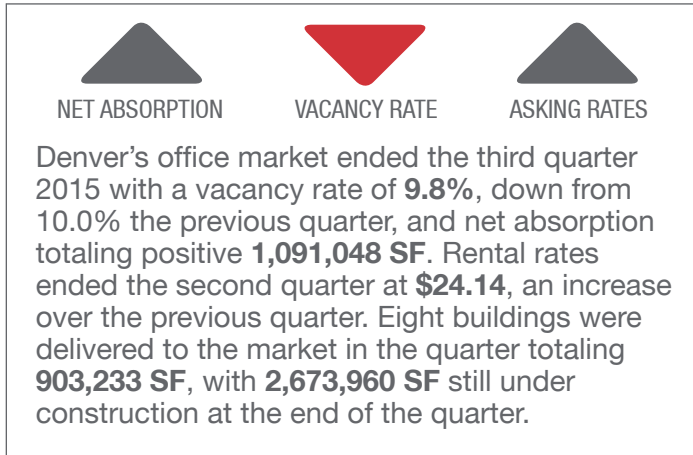 NET ABSORPTION VACANCY RATE ASKING RATES
Denver's office market ended the third quarter
2015 with a vacancy rate of 9.8%, down from
10.0% the previous quarter, and net absorption
totaling positive 1,091,048 SF. Rental rates
ended the second quarter at $24.14, an increase
over the previous quarter. Eight buildings were
delivered to the market in the quarter totaling
903,233 SF, with 2,673,960 SF still under
construction at the end of the quarter.